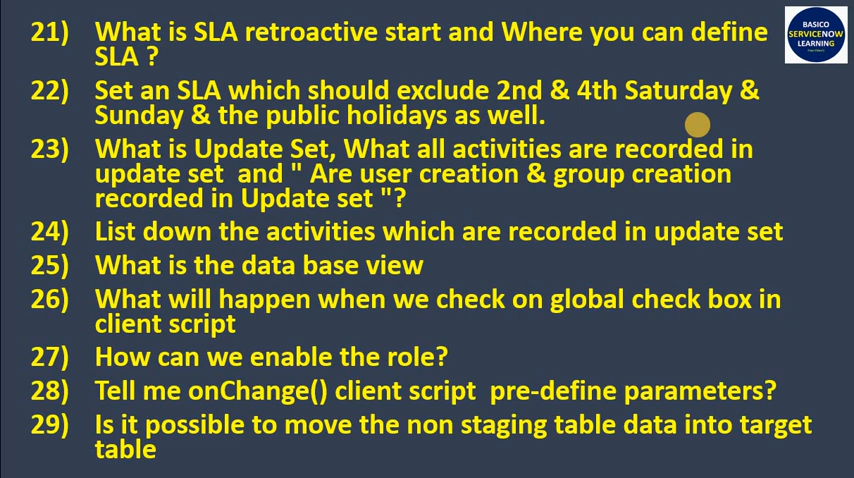 21) What is SLA retroactive start and Where you can define
SLA ?
22) Set an SLA which should exclude 2nd & 4th Saturday &
Sunday & the public holidays as well.
23) What is Update Set, What all activities are recorded in
update set and " Are user creation & group creation
recorded in Update set "?
24) List down the activities which are recorded in update set
25) What is the data base view
26) What will happen when we check on global check box in
client script
27) How can we enable the role?
28) Tell me onChange() client script pre-define parameters?
29) Is it possible to move the non staging table data into target
table
BASICO
SERVICENOW
LEARNING